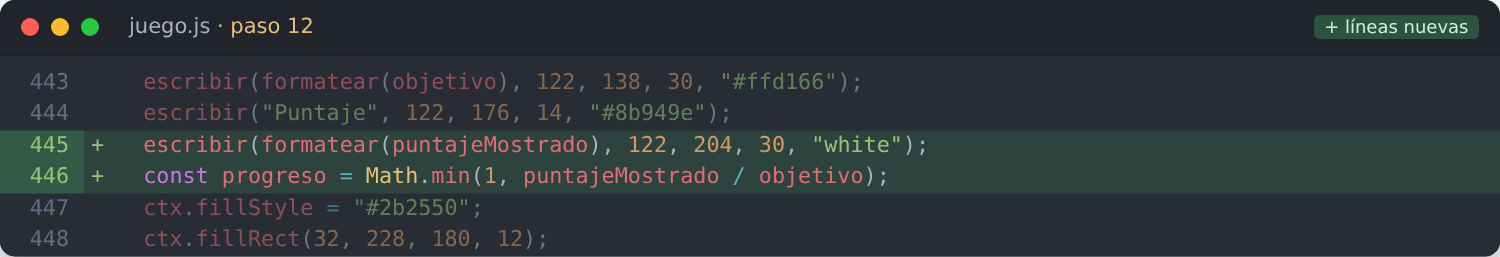 juego.js · paso 12
+ líneas nuevas
443 escribir(formatear(objetivo), 122, 138, 30, "#ffd166");
444 escribir("Puntaje", 122, 176, 14, "#8b949e");
445 + escribir(formatear(puntajeMostrado), 122, 204, 30, "white");
446 + const progreso = Math.min(1, puntajeMostrado / objetivo);
447 ctx.fillStyle = "#2b2550";
448 ctx.fillRect(32, 228, 180, 12);